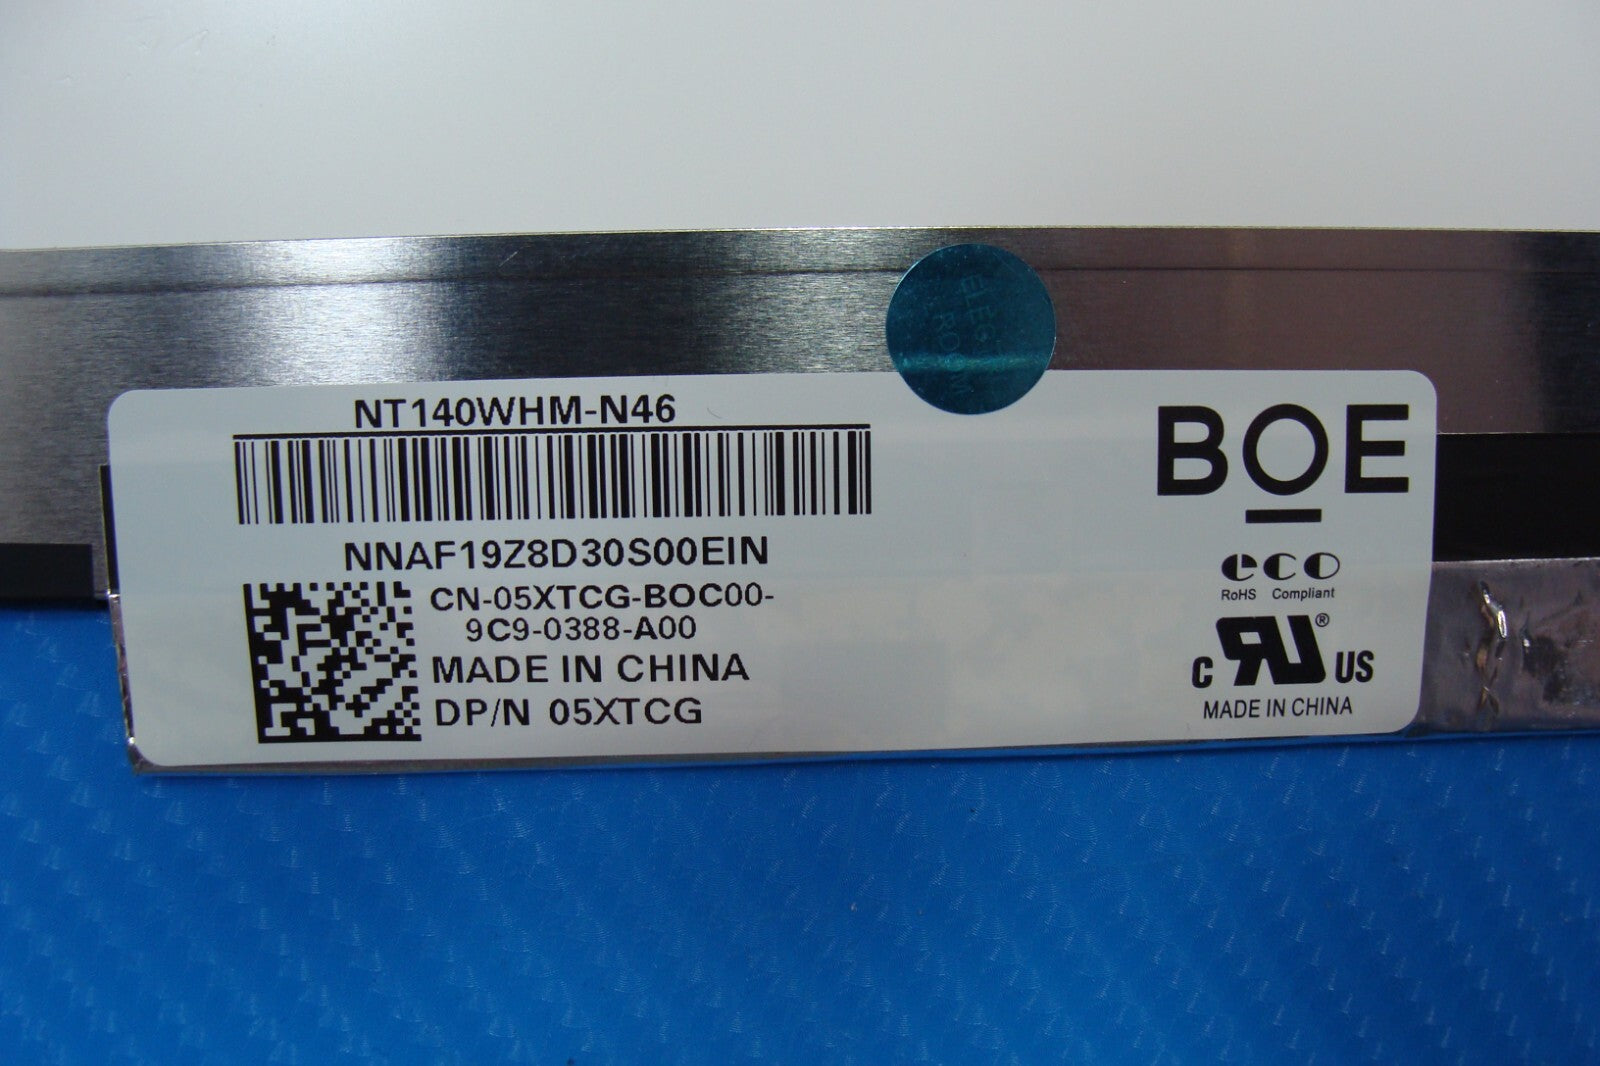 NT140WHM-N46
BOE
NNAF19Z8D30S00EIN
CN-05XTCG-BOC00-
9C9-0388-A00
MADE IN CHINA
DP/N 05XTCG
eco
RoHS Compliant
C RU® US
MADE IN CHINA